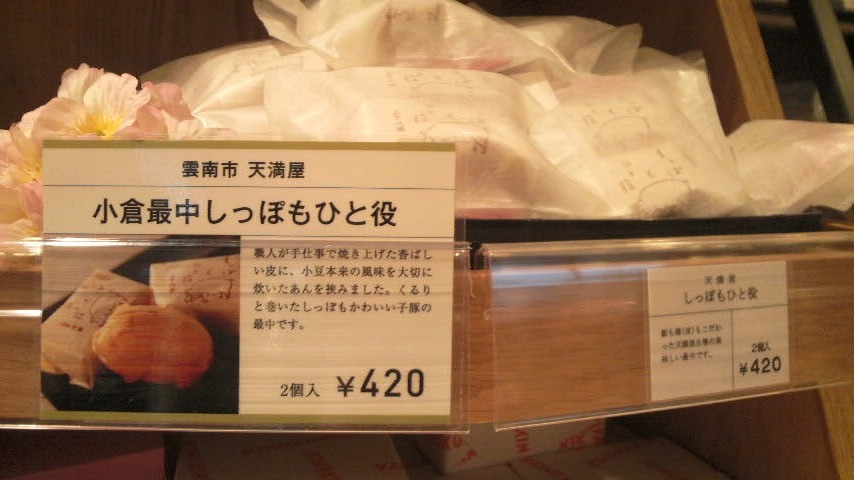 雲南市 天満屋
小倉最中しっぽもひと役
職人が手仕事で焼き上げた香ばし
い皮に、小豆本来の風味を大切に
炊いたあんを挟みました。くるり
と巻いたしっぽもかわいい子豚の
最中です。
2個入 ¥420
天満屋
しっぽもひと役
2個入
¥420